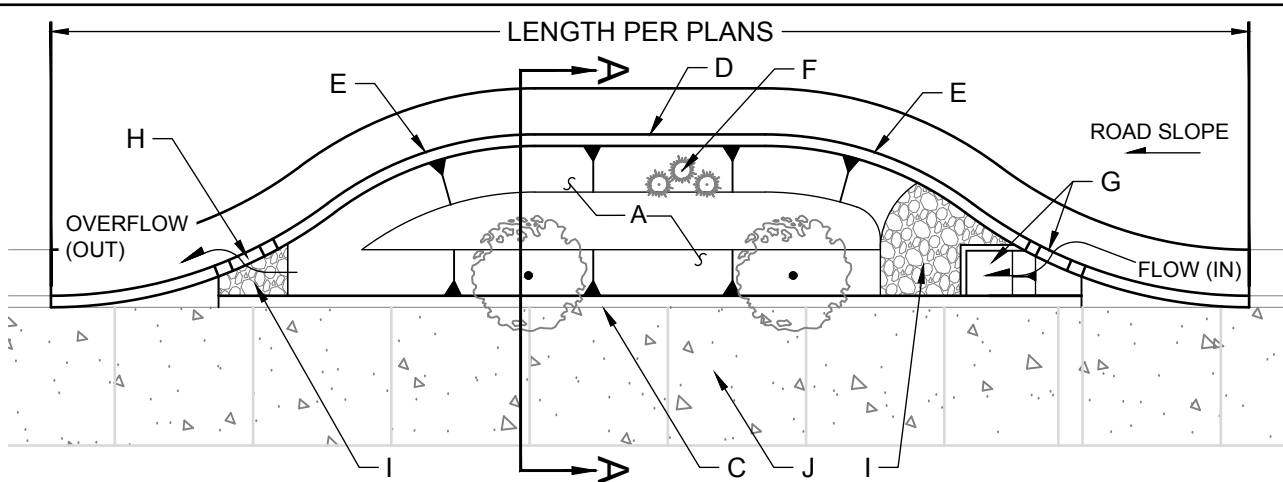 LENGTH PER PLANS
A
D
F
E
E
H
ROAD SLOPE
G
OVERFLOW
(OUT)
A
FLOW (IN)
A
I
C
J
I